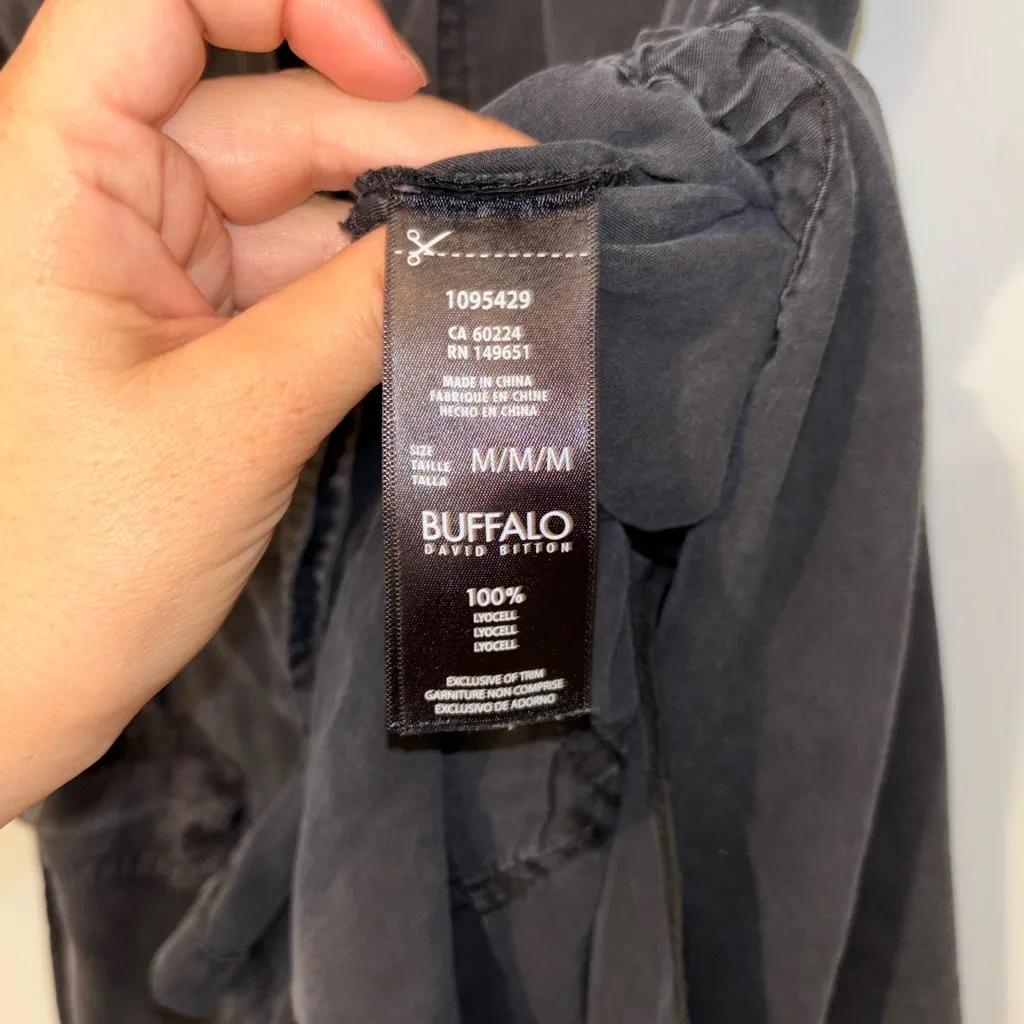 1095429
CA 60224
RN 149651
MADE IN CHINA
FABRIQUÉ EN CHINE
HECHO EN CHINA
SIZE
TAILLE
TALLA
M/M/M
BUFFALO
DAVID BITTON
100%
LYOCELL
LYOCELL
LYOCELL
EXCLUSIVE OF TRIM
GARNITURE NON COMPRISE
EXCLUSIVO DE ADORNO